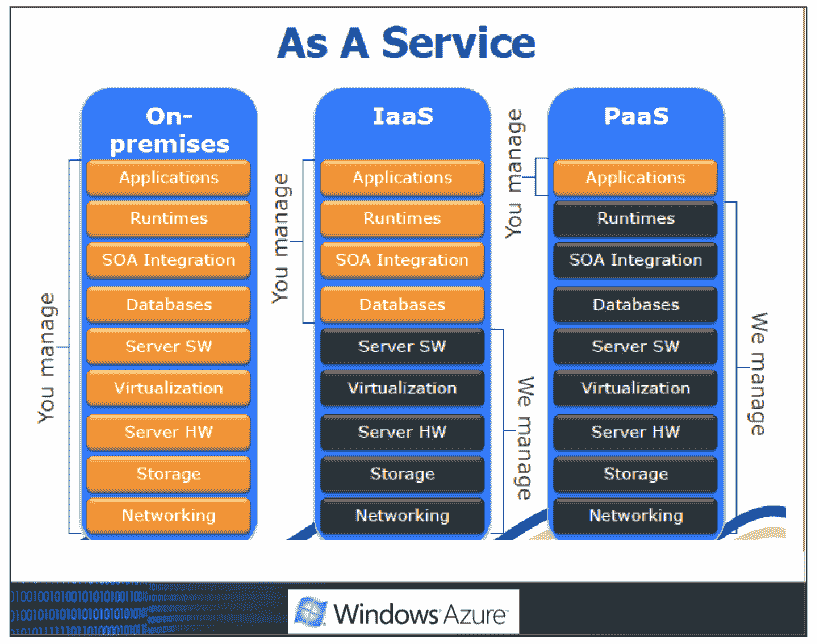 As A Service
On-
premises
Applications
Runtimes
SOA Integration
Databases
Server SW
Virtualization
Server HW
Storage
Networking
You manage
IaaS
Applications
Runtimes
SOA Integration
Databases
Server SW
Virtualization
Server HW
Storage
Networking
You manage
We manage
PaaS
Applications
Runtimes
SOA Integration
Databases
Server SW
Virtualization
Server HW
Storage
Networking
You manage
We manage
Windows Azure